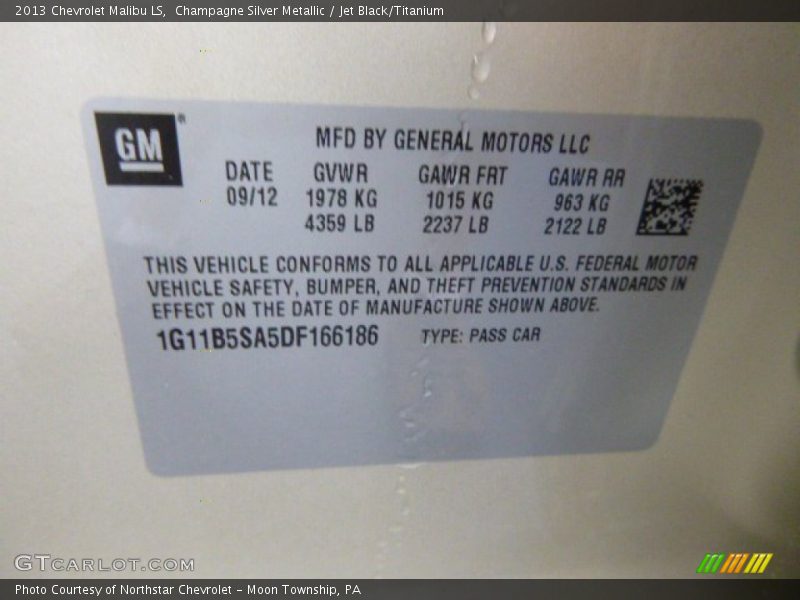 2013 Chevrolet Malibu LS, Champagne Silver Metallic / Jet Black/Titanium
GM®
MFD BY GENERAL MOTORS LLC
DATE GVWR GAWR FRT GAWR RR
09/12 1978 KG 1015 KG 963 KG
4359 LB 2237 LB 2122 LB
THIS VEHICLE CONFORMS TO ALL APPLICABLE U.S. FEDERAL MOTOR
VEHICLE SAFETY, BUMPER, AND THEFT PREVENTION STANDARDS IN
EFFECT ON THE DATE OF MANUFACTURE SHOWN ABOVE.
1G11B5SA5DF166186 TYPE: PASS CAR
GTCARLOT.COM
Photo Courtesy of Northstar Chevrolet - Moon Township, PA